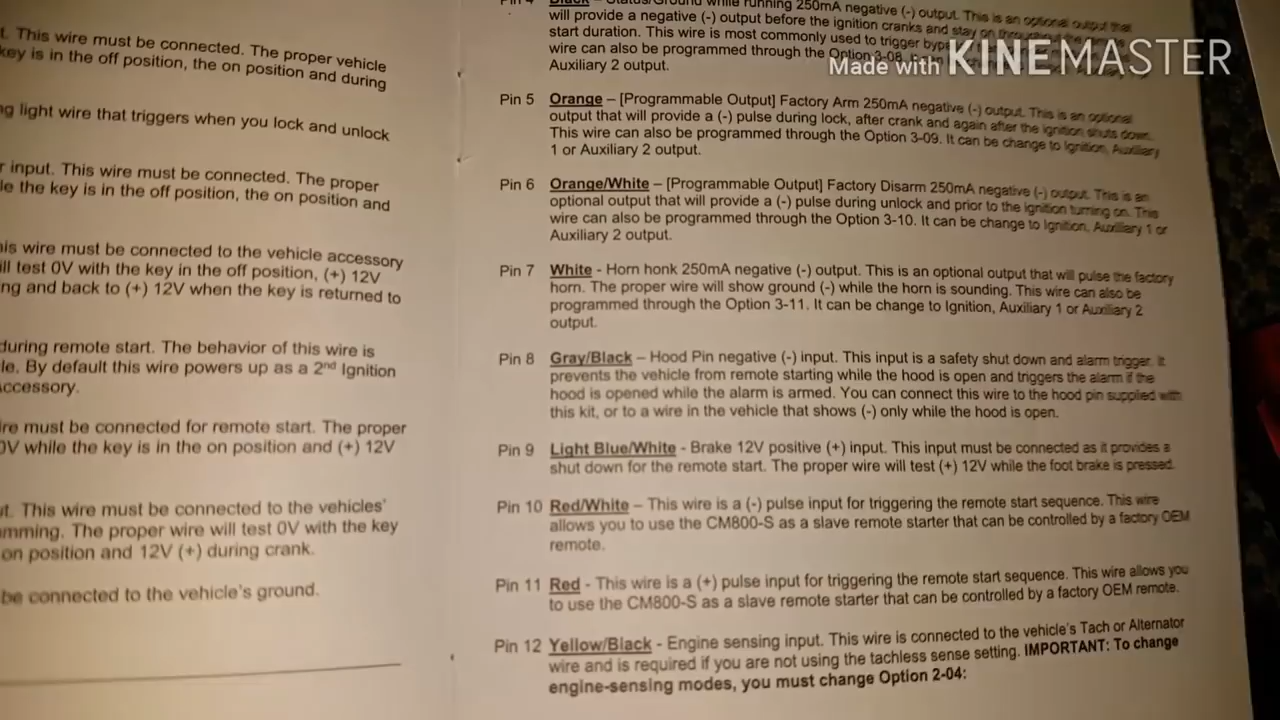 t. This wire must be connected. The proper vehicle
key is in the off position, the on position and during
ng light wire that triggers when you lock and unlock
r input. This wire must be connected. The proper
le the key is in the off position, the on position and
his wire must be connected to the vehicle accessory
ill test 0V with the key in the off position, (+) 12V
ng and back to (+) 12V when the key is returned to
during remote start. The behavior of this wire is
le. By default this wire powers up as a 2nd Ignition
Accessory.
ire must be connected for remote start. The proper
0V while the key is in the on position and (+) 12V
ut. This wire must be connected to the vehicles'
mming. The proper wire will test 0V with the key
on position and 12V (+) during crank.
be connected to the vehicle's ground.
Pin 4 Black – Status/Ground while running 250mA negative (-) output. This is an optional output that
will provide a negative (-) output before the ignition cranks and stay on throughout the
start duration. This wire is most commonly used to trigger
wire can also be programmed through the Option 3-08.
Auxiliary 2 output.
Made with KINEMASTER
Pin 5 Orange – [Programmable Output] Factory Arm 250mA negative (-) output. This is an optional
output that will provide a (-) pulse during lock, after crank and again after the ignition shuts down.
This wire can also be programmed through the Option 3-09. It can be change to Ignition, Auxiliary
1 or Auxiliary 2 output.
Pin 6 Orange/White – [Programmable Output] Factory Disarm 250mA negative (-) output. This is an
optional output that will provide a (-) pulse during unlock and prior to the ignition turning on. This
wire can also be programmed through the Option 3-10. It can be change to Ignition, Auxiliary 1 or
Auxiliary 2 output.
Pin 7 White - Horn honk 250mA negative (-) output. This is an optional output that will pulse the factory
horn. The proper wire will show ground (-) while the horn is sounding. This wire can also be
programmed through the Option 3-11. It can be change to Ignition, Auxiliary 1 or Auxiliary 2
output.
Pin 8 Gray/Black – Hood Pin negative (-) input. This input is a safety shut down and alarm trigger. It
prevents the vehicle from remote starting while the hood is open and triggers the alarm if the
hood is opened while the alarm is armed. You can connect this wire to the hood pin supplied with
this kit, or to a wire in the vehicle that shows (-) only while the hood is open.
Pin 9 Light Blue/White - Brake 12V positive (+) input. This input must be connected as it provides a
shut down for the remote start. The proper wire will test (+) 12V while the foot brake is pressed.
Pin 10 Red/White – This wire is a (-) pulse input for triggering the remote start sequence. This wire
allows you to use the CM800-S as a slave remote starter that can be controlled by a factory OEM
remote.
Pin 11 Red - This wire is a (+) pulse input for triggering the remote start sequence. This wire allows you
to use the CM800-S as a slave remote starter that can be controlled by a factory OEM remote.
Pin 12 Yellow/Black - Engine sensing input. This wire is connected to the vehicle's Tach or Alternator
wire and is required if you are not using the tachless sense setting. IMPORTANT: To change
engine-sensing modes, you must change Option 2-04: